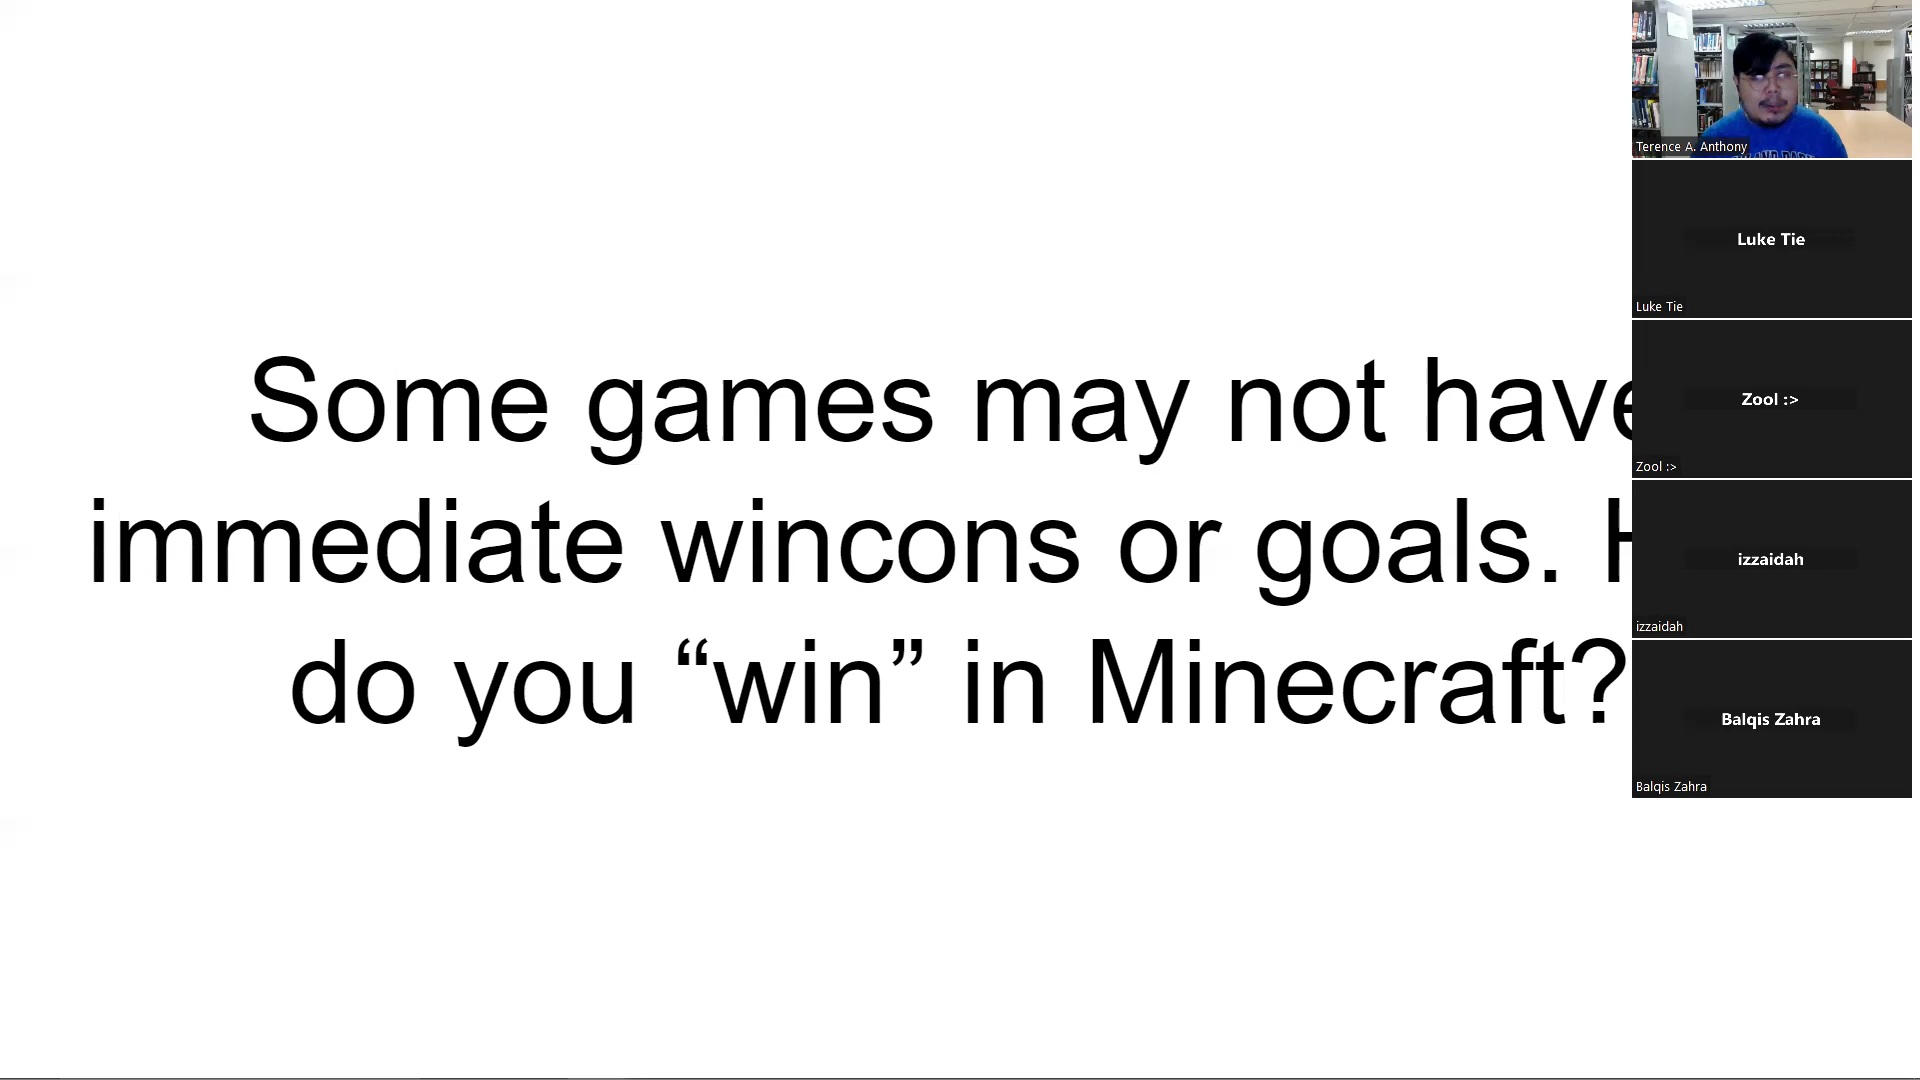 Some games may not have
immediate wincons or goals. H
do you “win” in Minecraft?
Terence A. Anthony
Luke Tie
Luke Tie
Zool :>
Zool :>
izzaidah
izzaidah
Balqis Zahra
Balqis Zahra